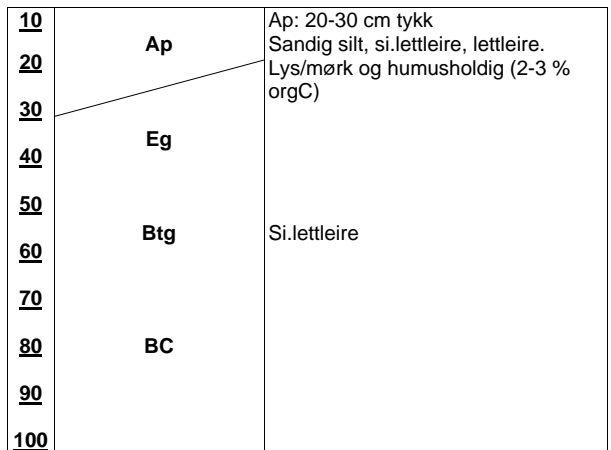 10
Ap
Ap: 20-30 cm tykk
Sandig silt, si.lettleire, lettleire.
20
Lys/mørk og humusholdig (2-3 %
orgC)
30
Eg
40
50
Btg
Si.lettleire
60
70
80
BC
90
100